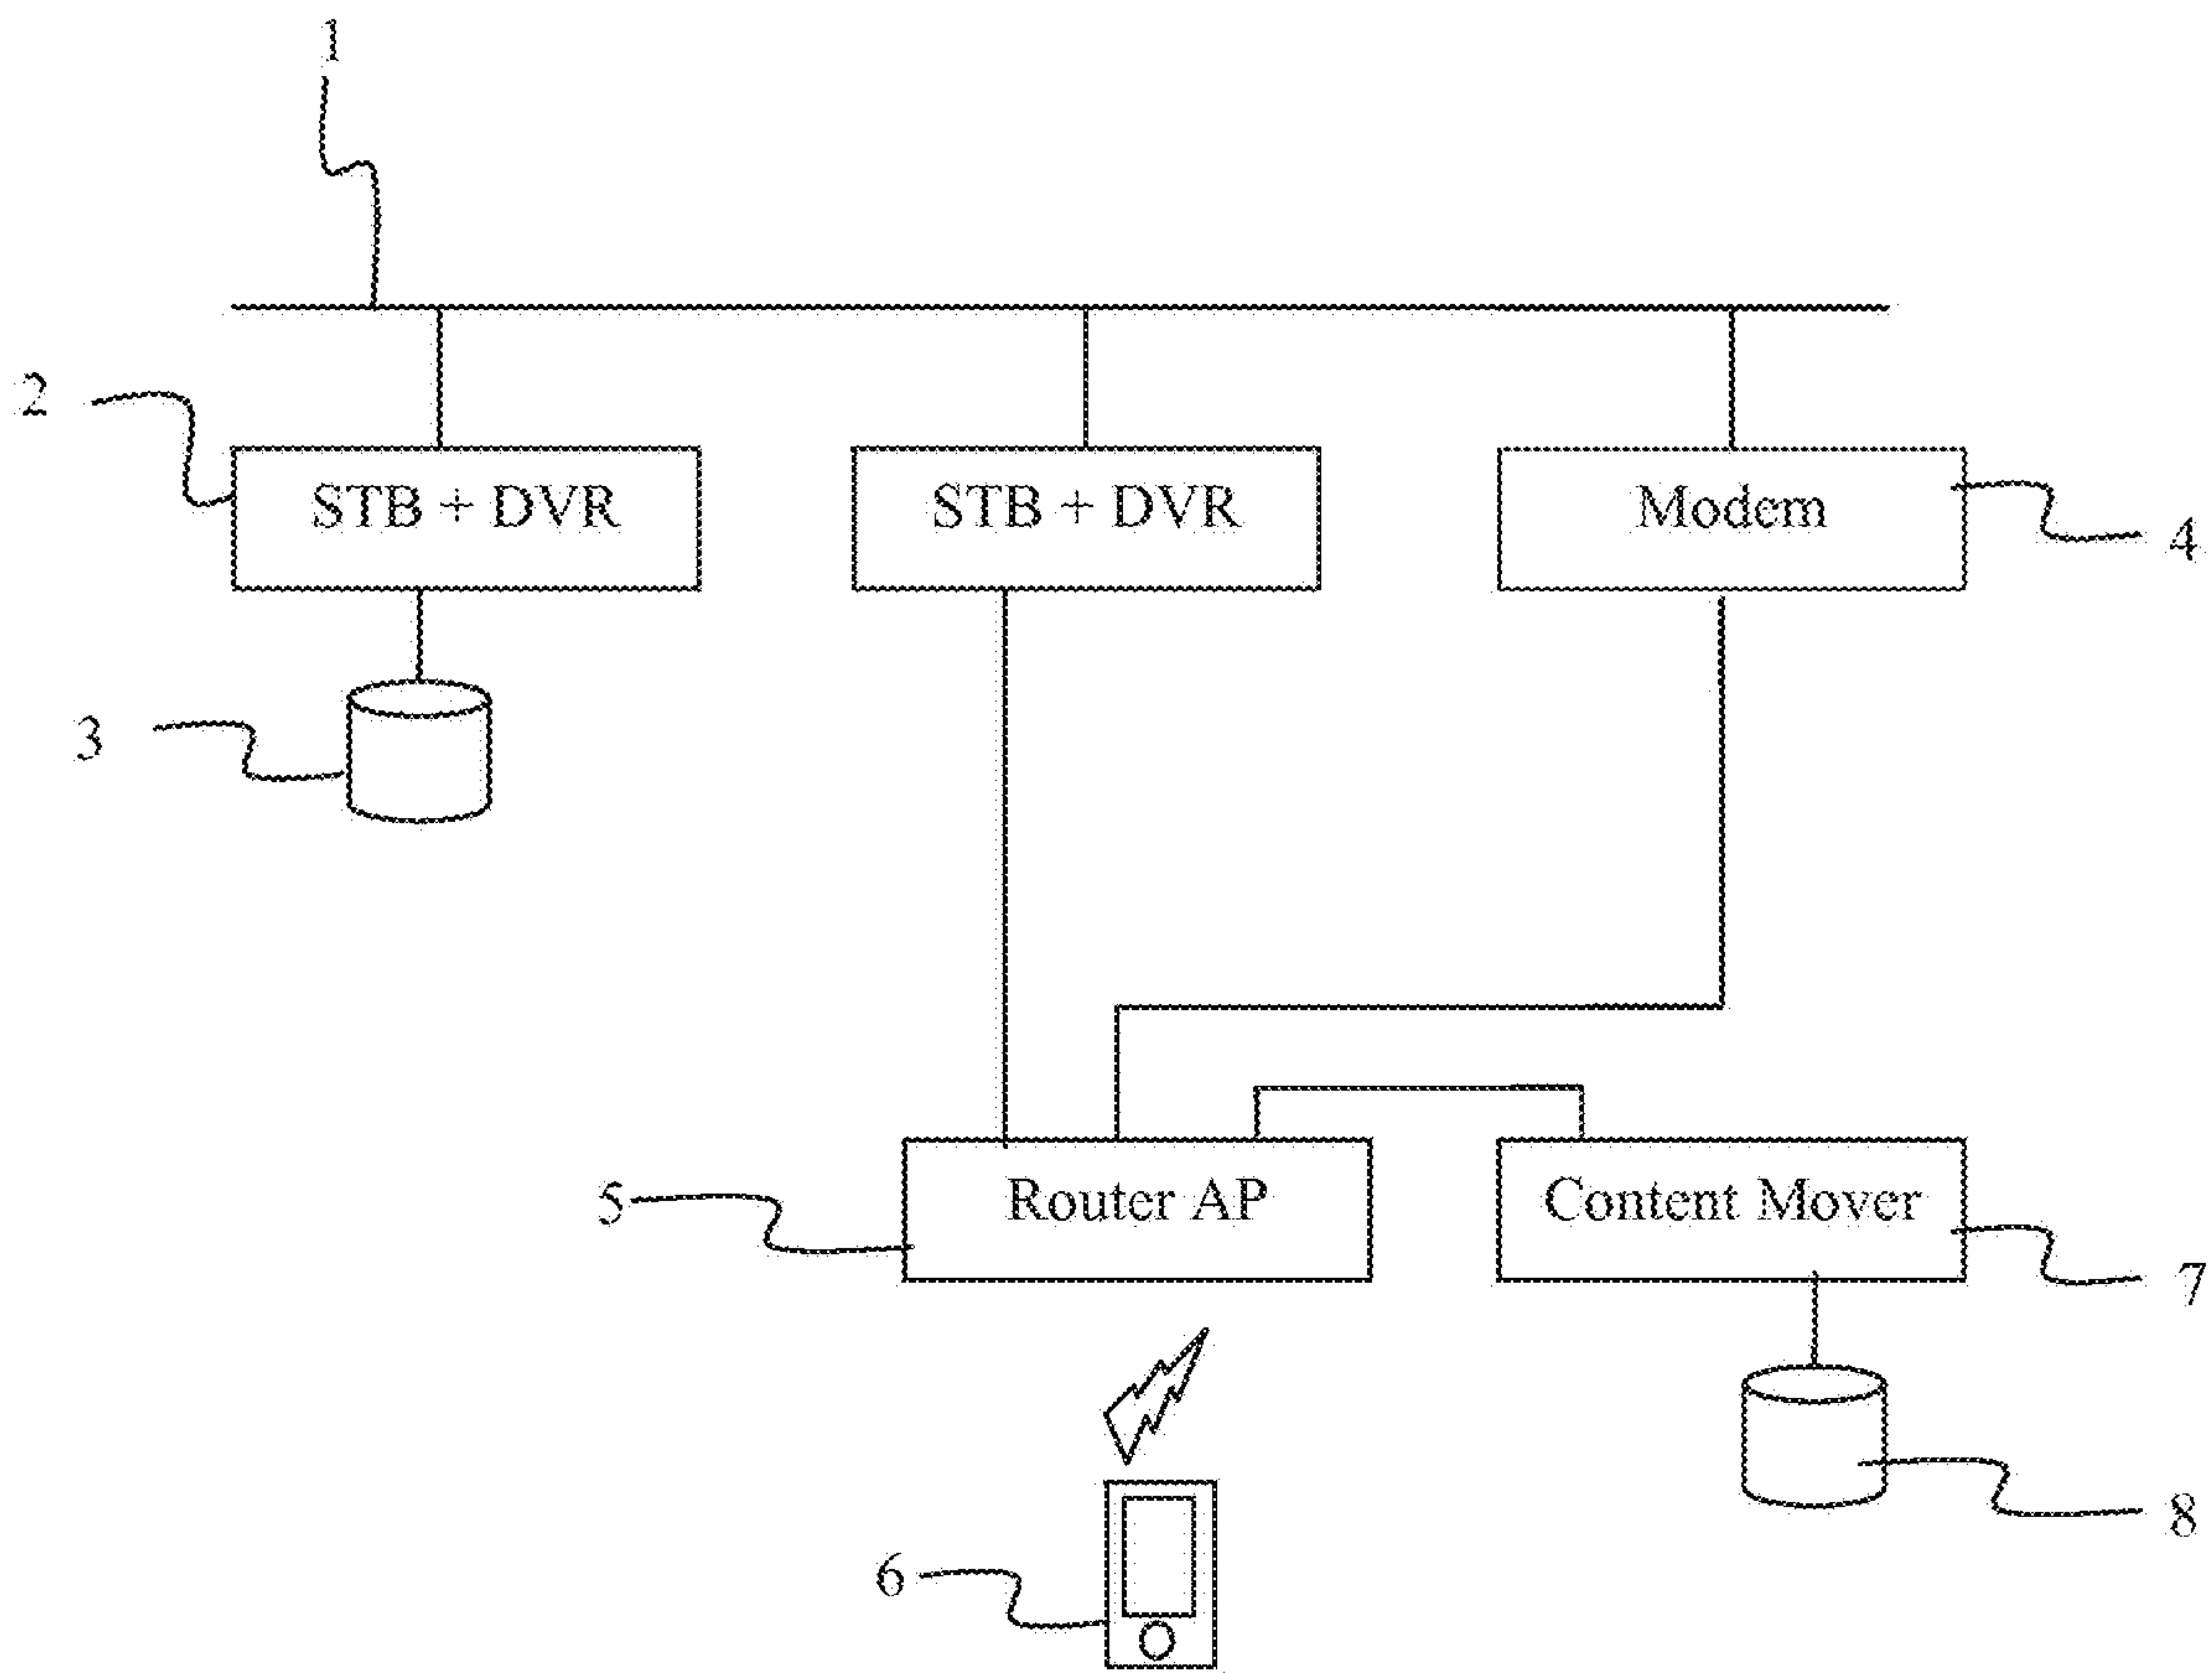 1
2
STB + DVR
STB + DVR
Modem
4
3
5
Router AP
Content Mover
7
6
8